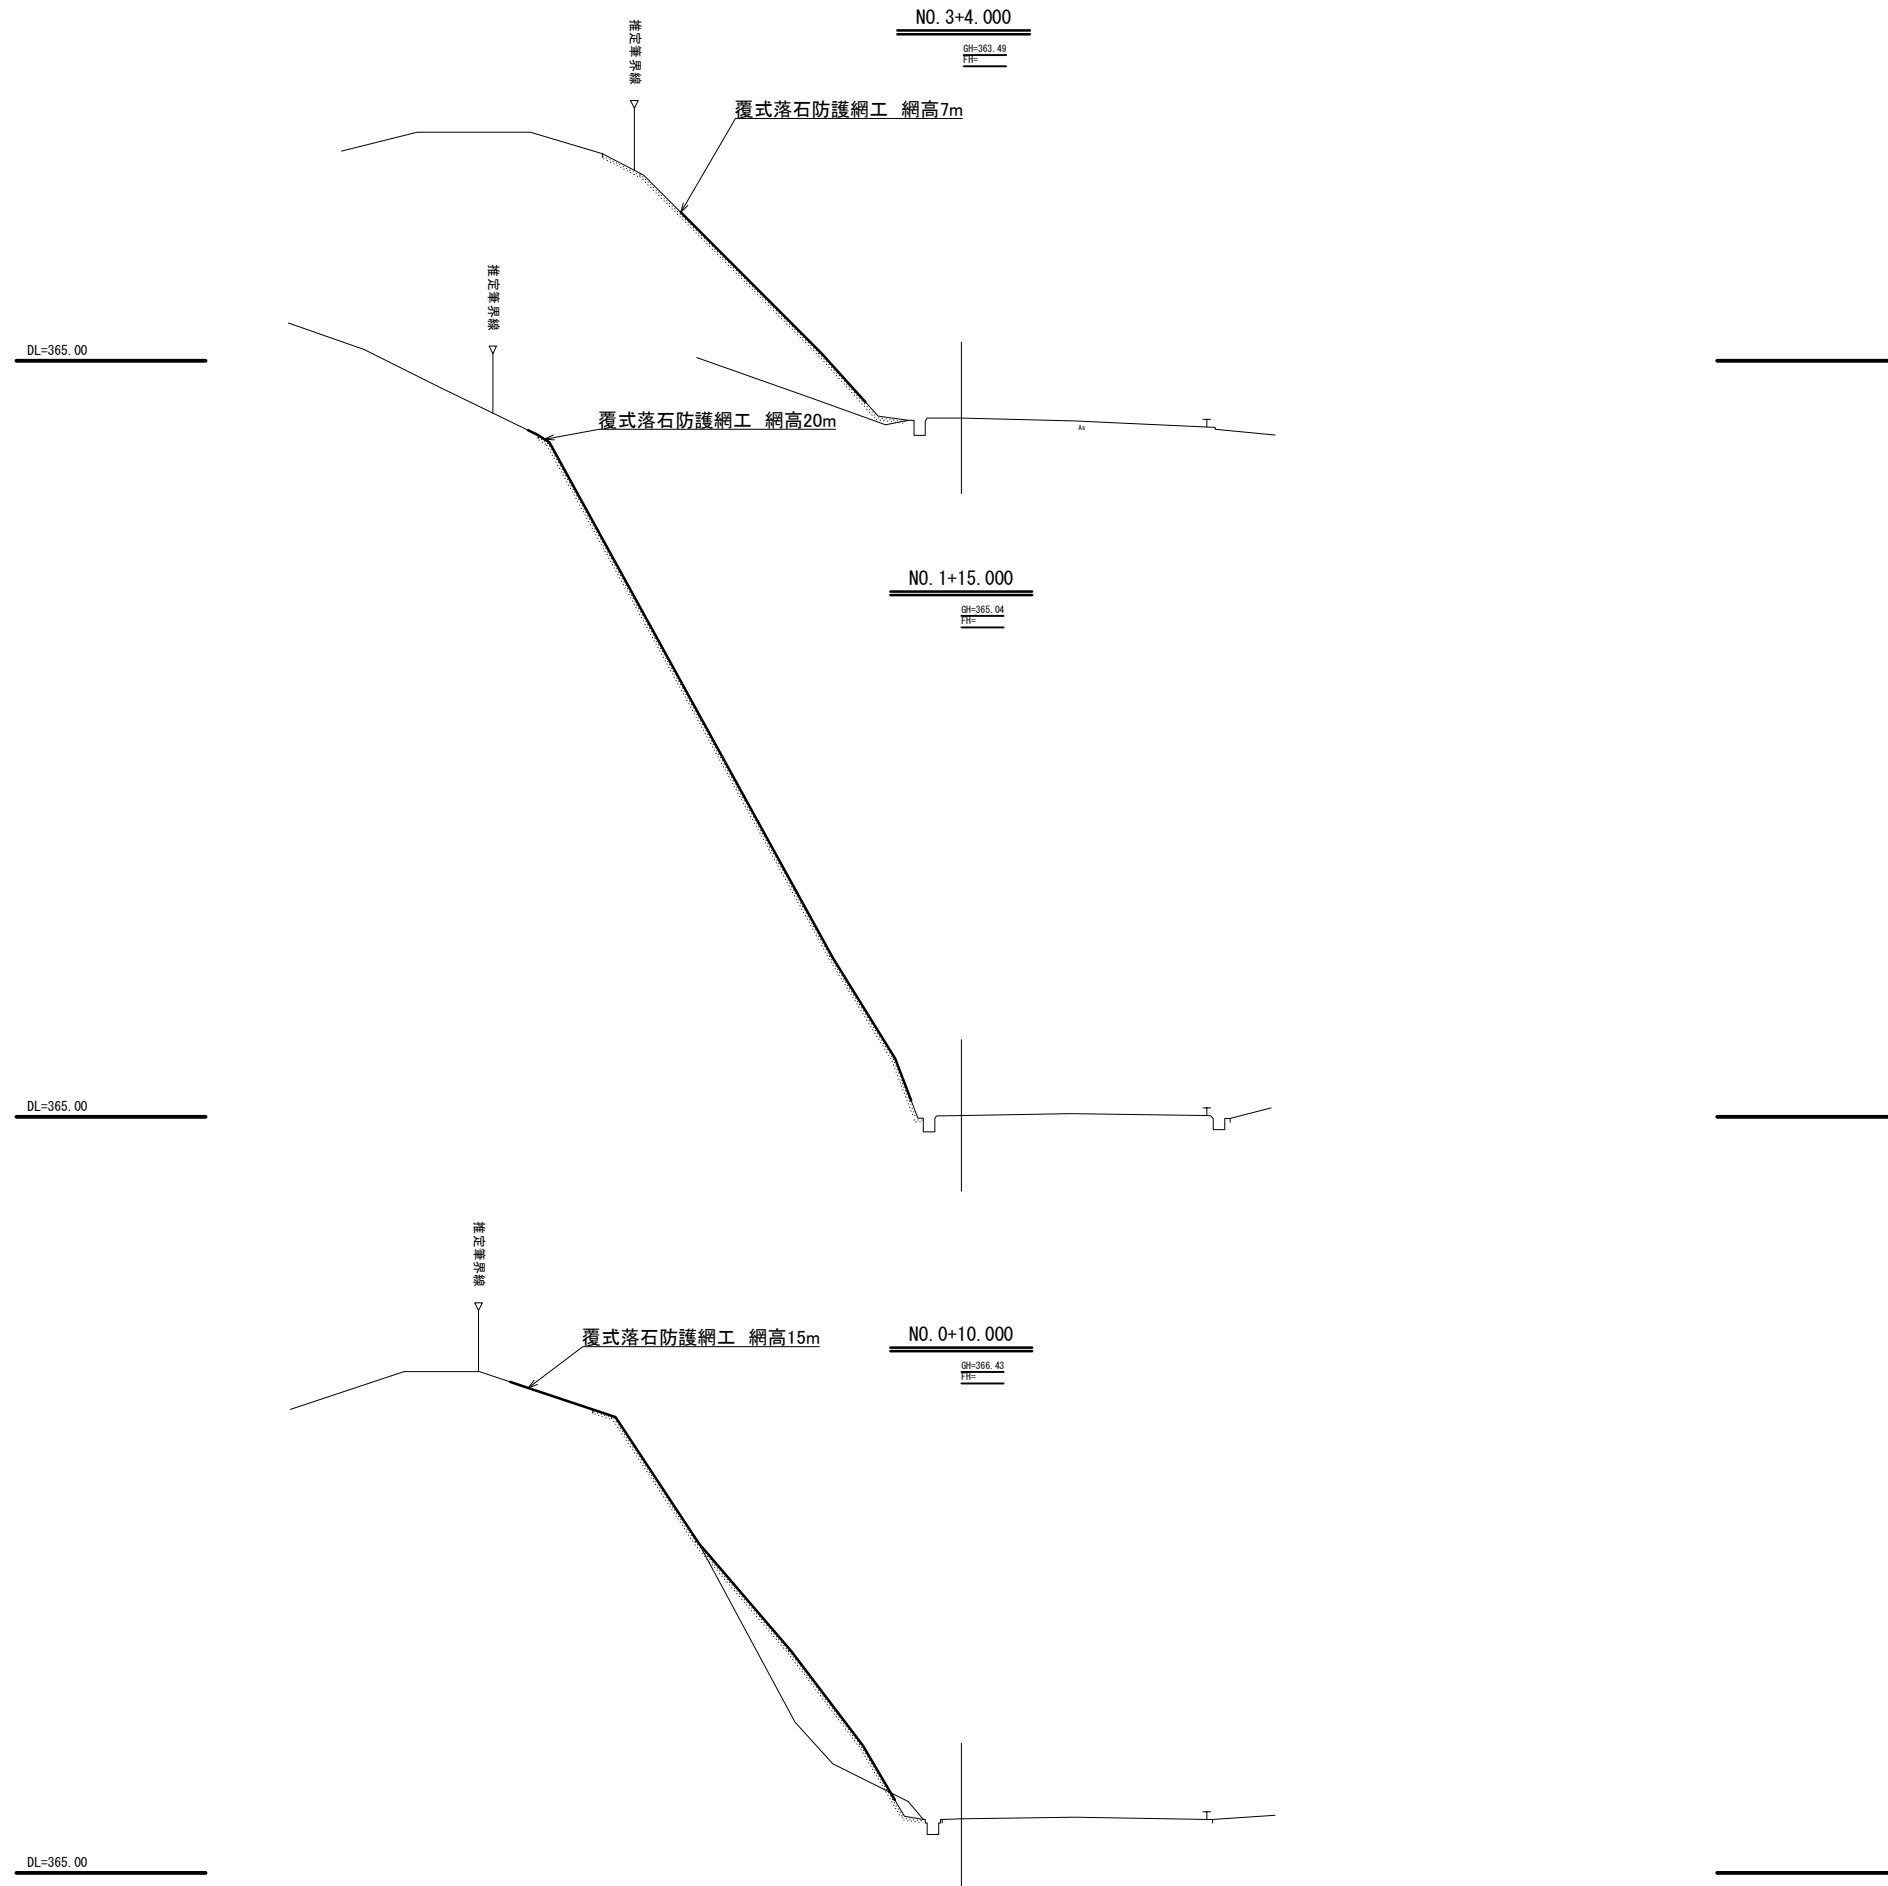 NO. 3+4.000
GH=363.49
FH=
推定筆界線
覆式落石防護網工 網高7m
推定筆界線
DL=365.00
覆式落石防護網工 網高20m
As
NO. 1+15.000
GH=365.04
FH=
DL=365.00
推定筆界線
覆式落石防護網工 網高15m
NO. 0+10.000
GH=366.43
FH=
DL=365.00